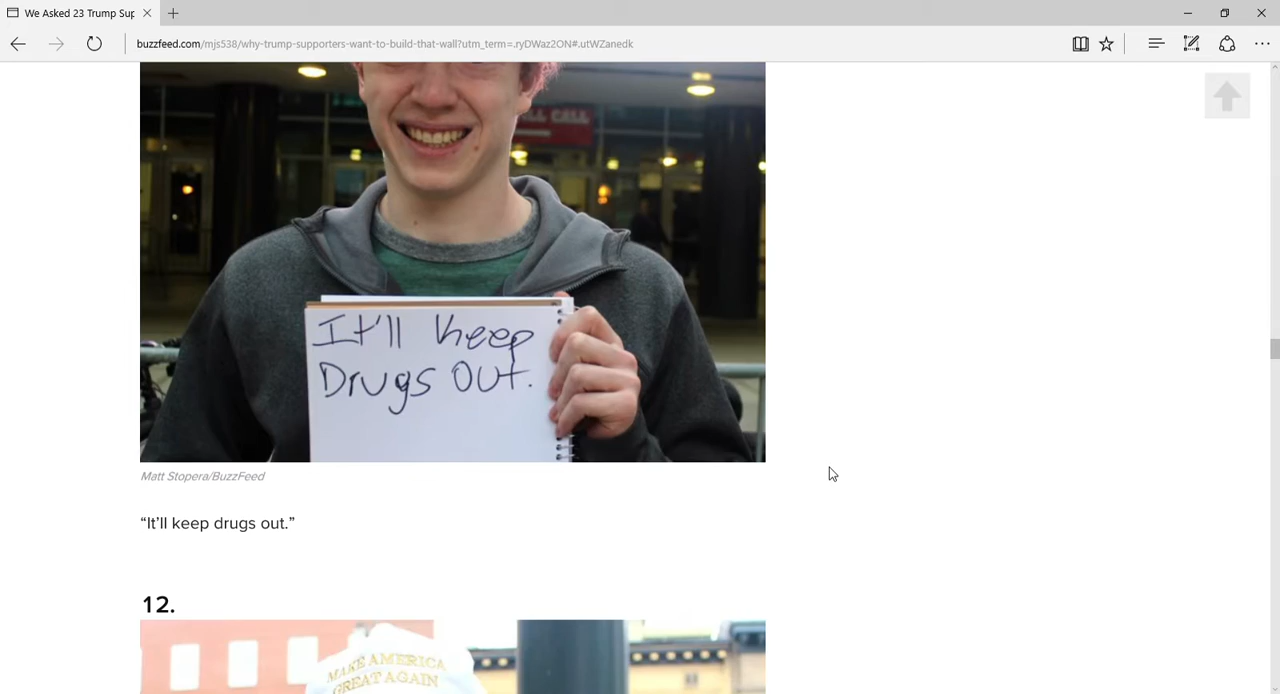 We Asked 23 Trump Sup
buzzfeed.com/mjs538/why-trump-supporters-want-to-build-that-wall?utm_term=.ryDWaz2ON#.utWZanedk
CALL
It'll keep
Drugs Out.
Matt Stopera/BuzzFeed
“It’ll keep drugs out.”
12.
MAKE AMERICA
GREAT AGAIN